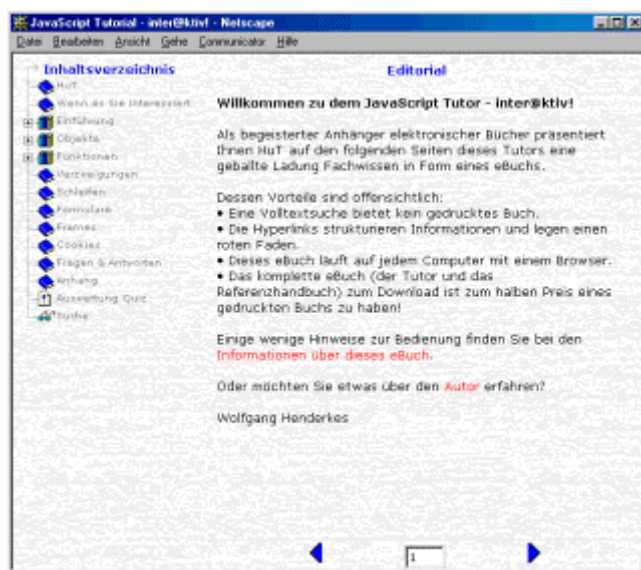 JavaScript Tutorial - inter@ktiv! - Netscape
Datei Bearbeiten Ansicht Gehe Communicator Hilfe
Inhaltsverzeichnis
HuT
Wenn es Sie interessiert
Einführung
Objekte
Funktionen
Verzweigungen
Schleifen
Formulare
Frames
Cookies
Fragen & Antworten
Anhang
Auswertung Quiz
Suche
Editorial
Willkommen zu dem JavaScript Tutor - inter@ktiv!
Als begeisterter Anhänger elektronischer Bücher präsentiert
Ihnen HuT auf den folgenden Seiten dieses Tutors eine
geballte Ladung Fachwissen in Form eines eBuchs.
Dessen Vorteile sind offensichtlich:
• Eine Volltextsuche bietet kein gedrucktes Buch.
• Die Hyperlinks strukturieren Informationen und legen einen
roten Faden.
• Dieses eBuch läuft auf jedem Computer mit einem Browser.
• Das komplette eBuch (der Tutor und das
Referenzhandbuch) zum Download ist zum halben Preis eines
gedruckten Buchs zu haben!
Einige wenige Hinweise zur Bedienung finden Sie bei den
Informationen über dieses eBuch.
Oder möchten Sie etwas über den Autor erfahren?
Wolfgang Henderkes
1